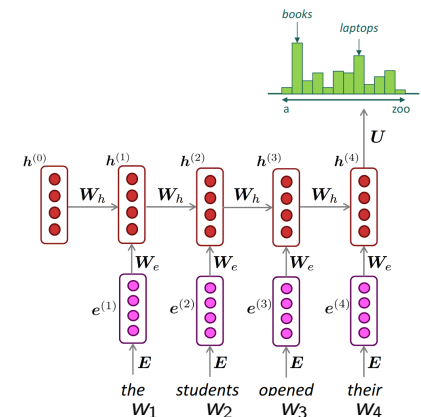 books
laptops
a
zoo
U
h(0)
h(1)
h(2)
h(3)
h(4)
Wh
Wh
Wh
Wh
We
We
We
We
e(1)
e(2)
e(3)
e(4)
E
E
E
E
the
students
opened
their
W1
W2
W3
W4